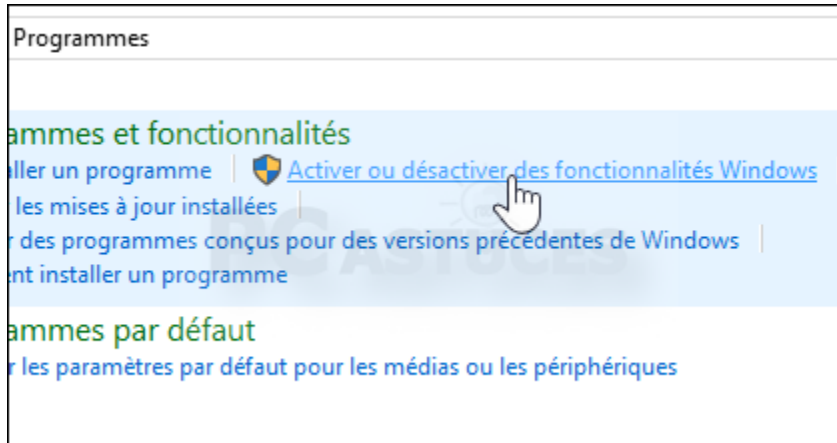 Programmes
ammes et fonctionnalités
aller un programme Activer ou désactiver des fonctionnalités Windows
les mises à jour installées
r des programmes conçus pour des versions précédentes de Windows
ent installer un programme
PC ASTUCES
ammes par défaut
r les paramètres par défaut pour les médias ou les périphériques